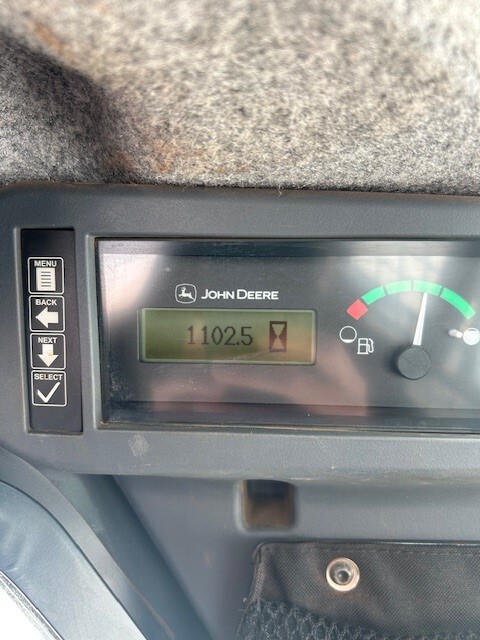 MENU
BACK
NEXT
SELECT
JOHN DEERE
1102.5